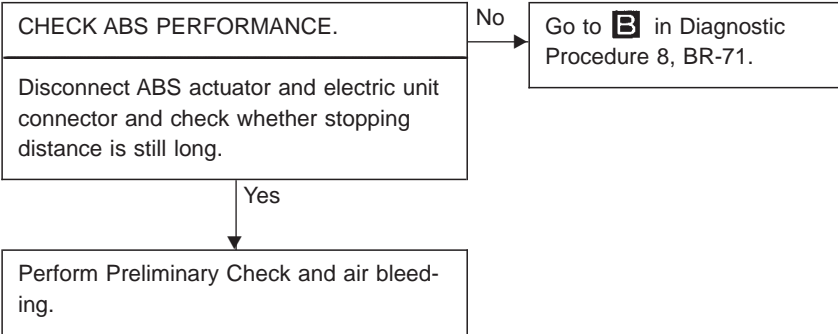 CHECK ABS PERFORMANCE.
Disconnect ABS actuator and electric unit
connector and check whether stopping
distance is still long.
No
Go to B in Diagnostic
Procedure 8, BR-71.
Yes
Perform Preliminary Check and air bleed-
ing.